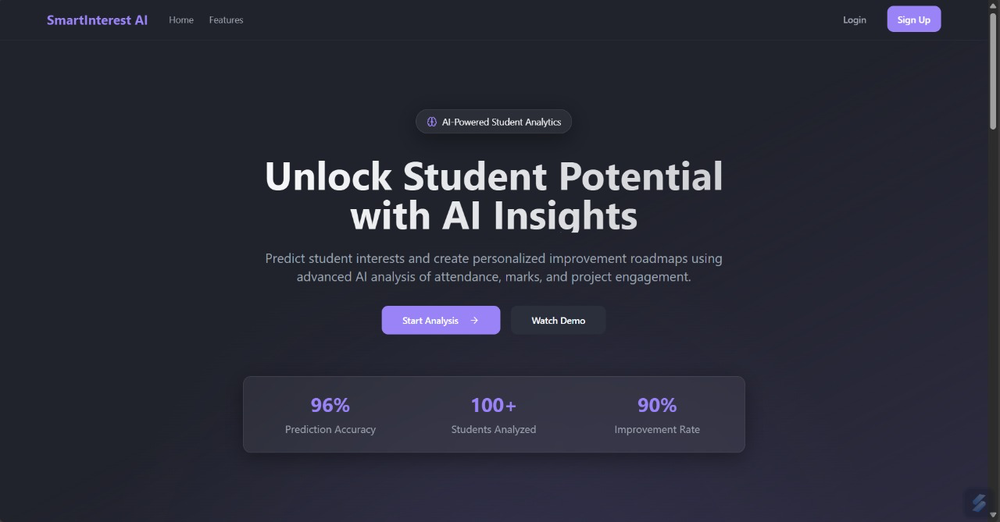 SmartInterest AI
Home
Features
Login
Sign Up
AI-Powered Student Analytics
Unlock Student Potential
with AI Insights
Predict student interests and create personalized improvement roadmaps using
advanced AI analysis of attendance, marks, and project engagement.
Start Analysis →
Watch Demo
96%
Prediction Accuracy
100+
Students Analyzed
90%
Improvement Rate